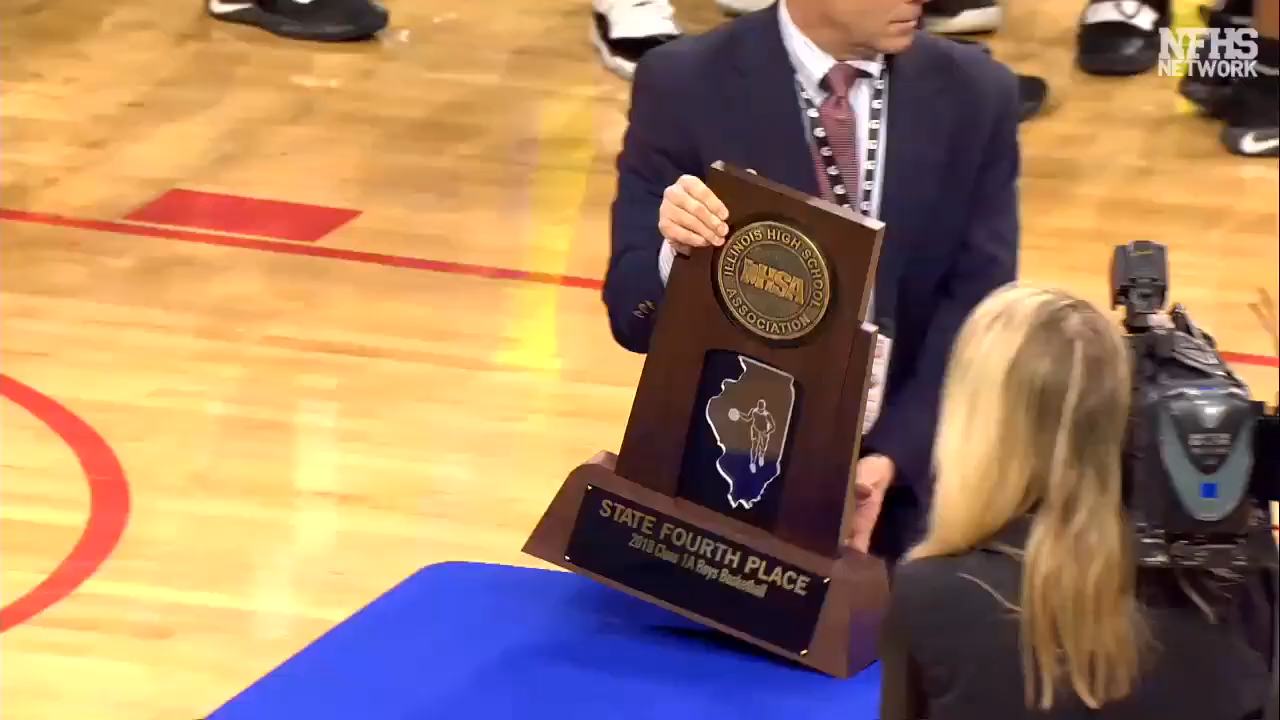 NFHS
NETWORK
ILLINOIS HIGH SCHOOL
IHSA
ASSOCIATION
STATE FOURTH PLACE
2018 Class 1A Boys Basketball